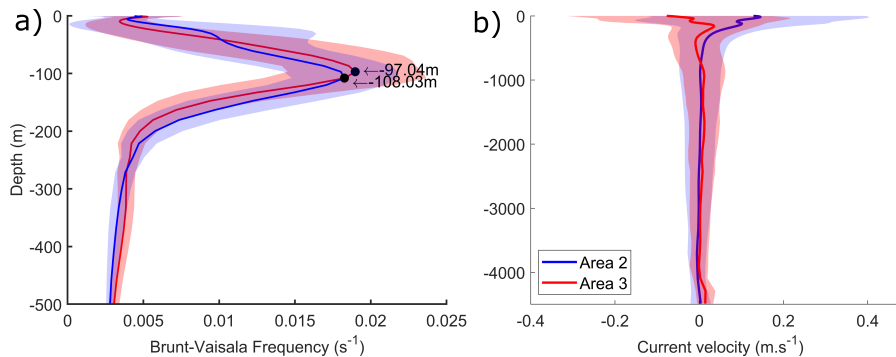 a)
0
-100
-200
-300
-400
-500
Depth (m)
←-97.04m
←-108.03m
0
0.005
0.01
0.015
0.02
0.025
Brunt-Vaisala Frequency (s-1)
b)
0
-1000
-2000
-3000
-4000
Area 2
Area 3
-0.4
-0.2
0
0.2
0.4
Current velocity (m.s-1)